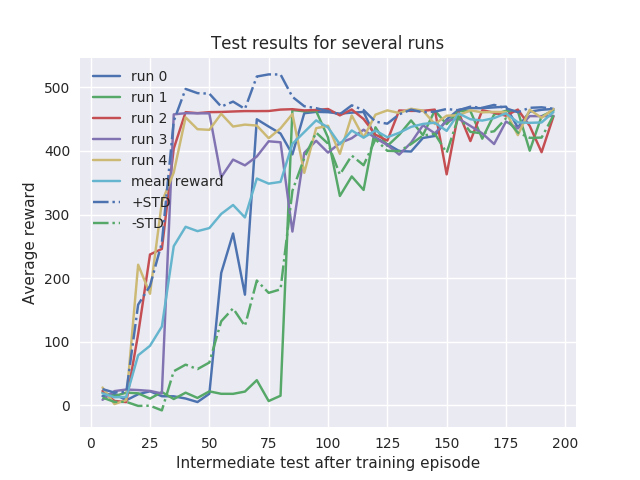 Test results for several runs
run 0
run 1
run 2
run 3
run 4
mean reward
+STD
-STD
500
400
300
200
100
0
Average reward
0 25 50 75 100 125 150 175 200
Intermediate test after training episode